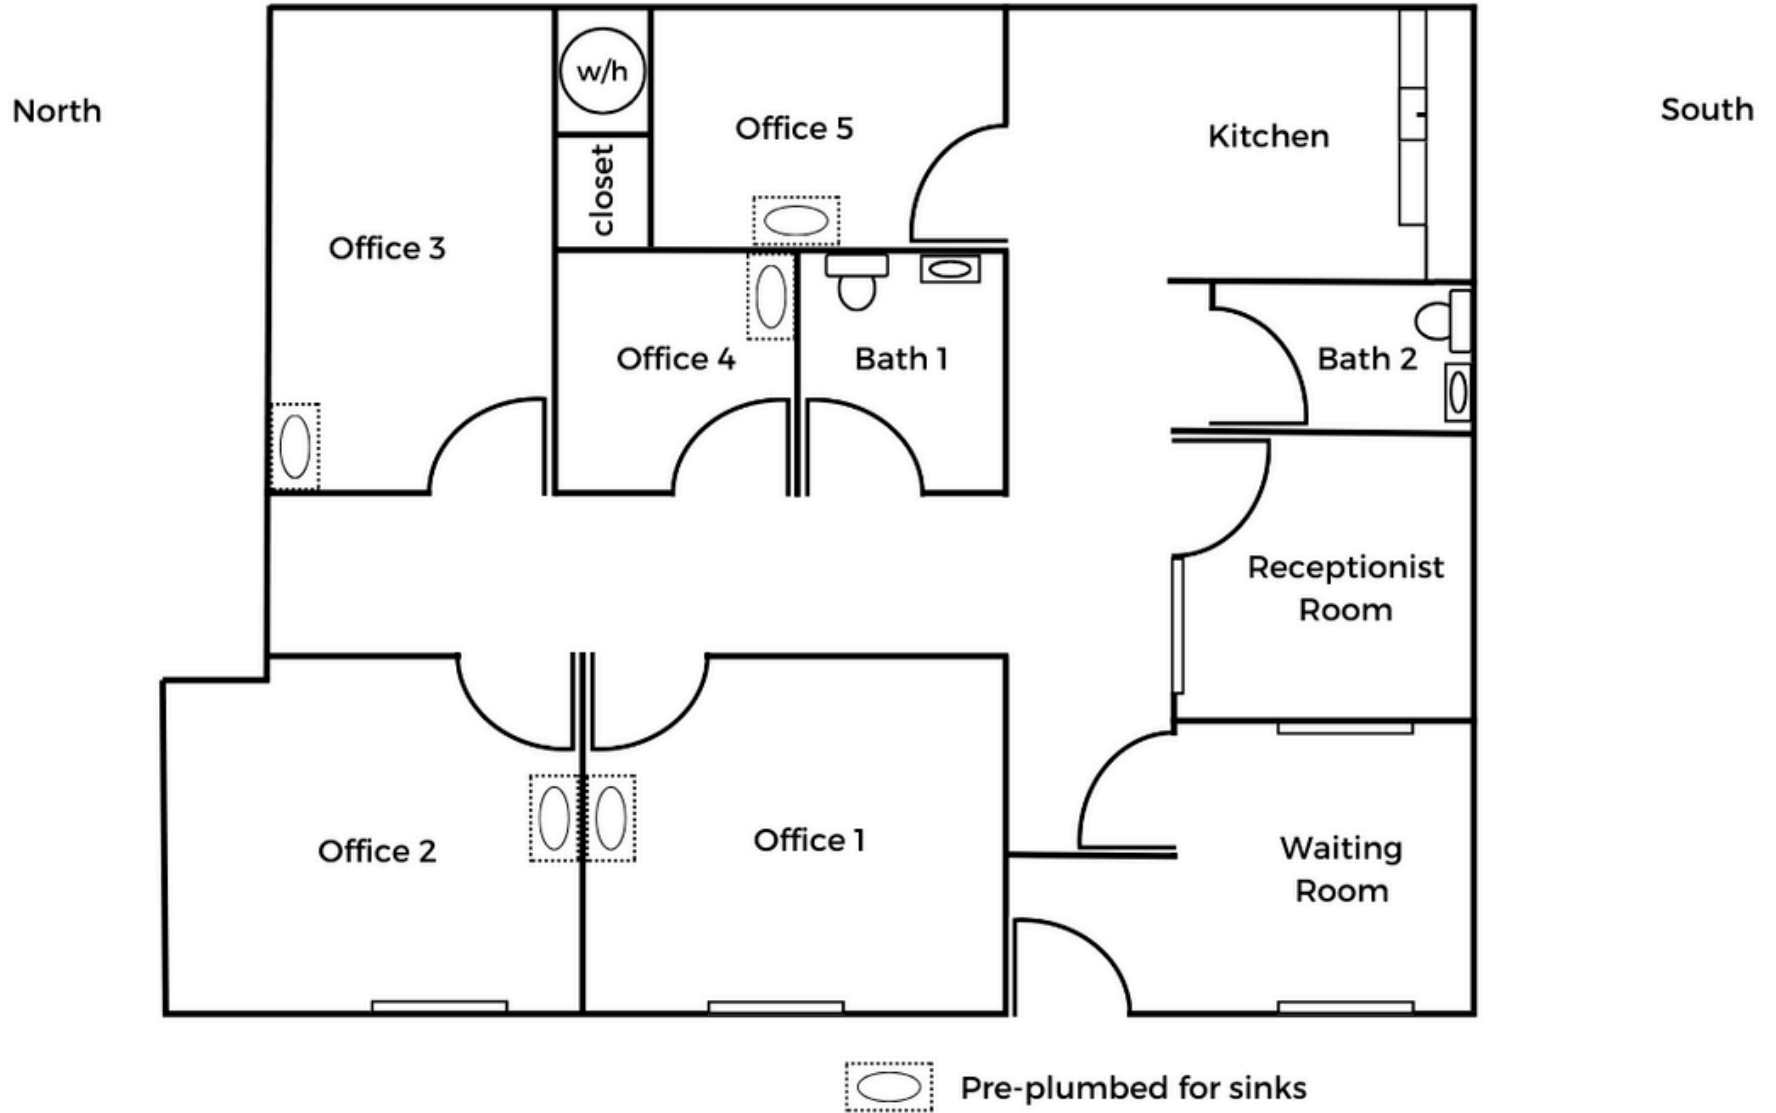 North
w/h
Office 5
Kitchen
South
closet
Office 3
Office 4
Bath 1
Bath 2
Receptionist
Room
Office 2
Office 1
Waiting
Room
Pre-plumbed for sinks